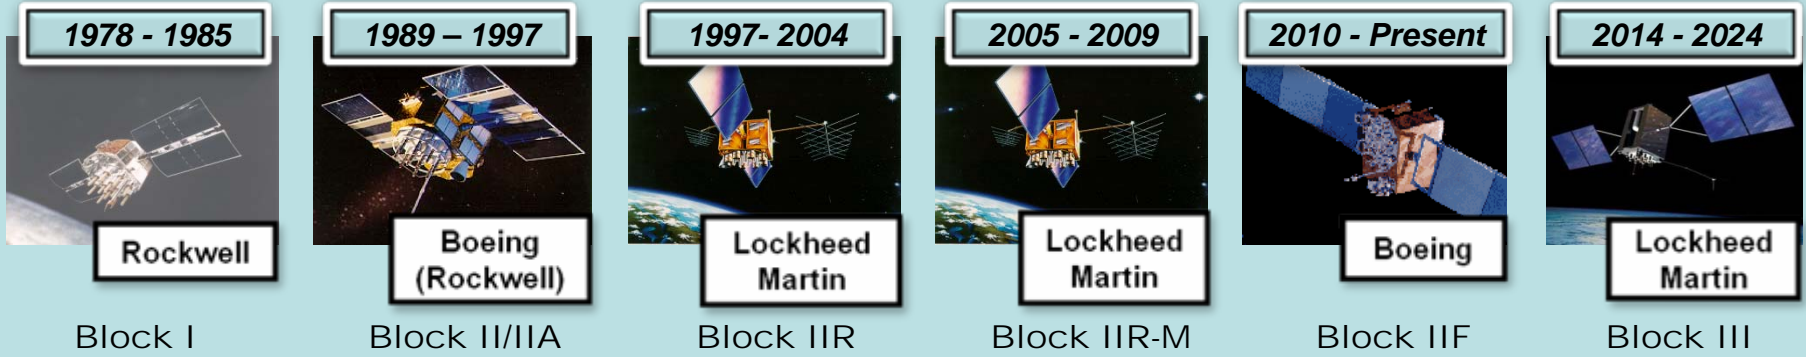 1978 - 1985
1989 – 1997
1997- 2004
2005 - 2009
2010 - Present
2014 - 2024
Rockwell
Boeing
(Rockwell)
Lockheed
Martin
Lockheed
Martin
Boeing
Lockheed
Martin
Block I
Block II/IIA
Block IIR
Block IIR-M
Block IIF
Block III